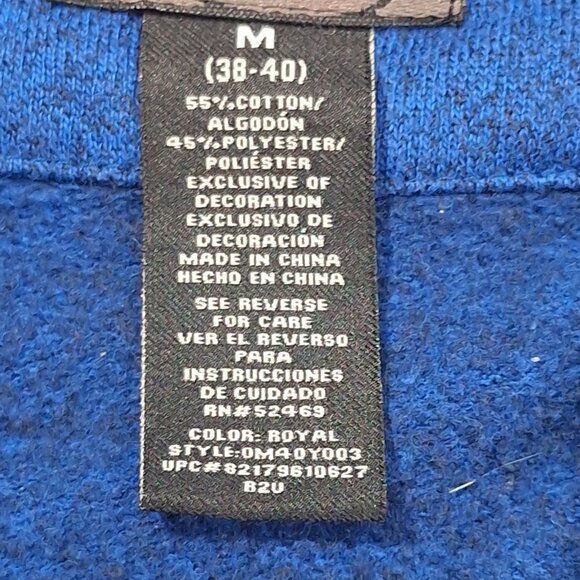 M
(38-40)
55%COTTON/
ALGODÓN
45%POLYESTER/
POLIÉSTER
EXCLUSIVE OF
DECORATION
EXCLUSIVO DE
DECORACIÓN
MADE IN CHINA
HECHO EN CHINA
SEE REVERSE
FOR CARE
VER EL REVERSO
PARA
INSTRUCCIONES
DE CUIDADO
RN#52469
COLOR: ROYAL
STYLE:OM40Y003
UPC#82179610627
B2U